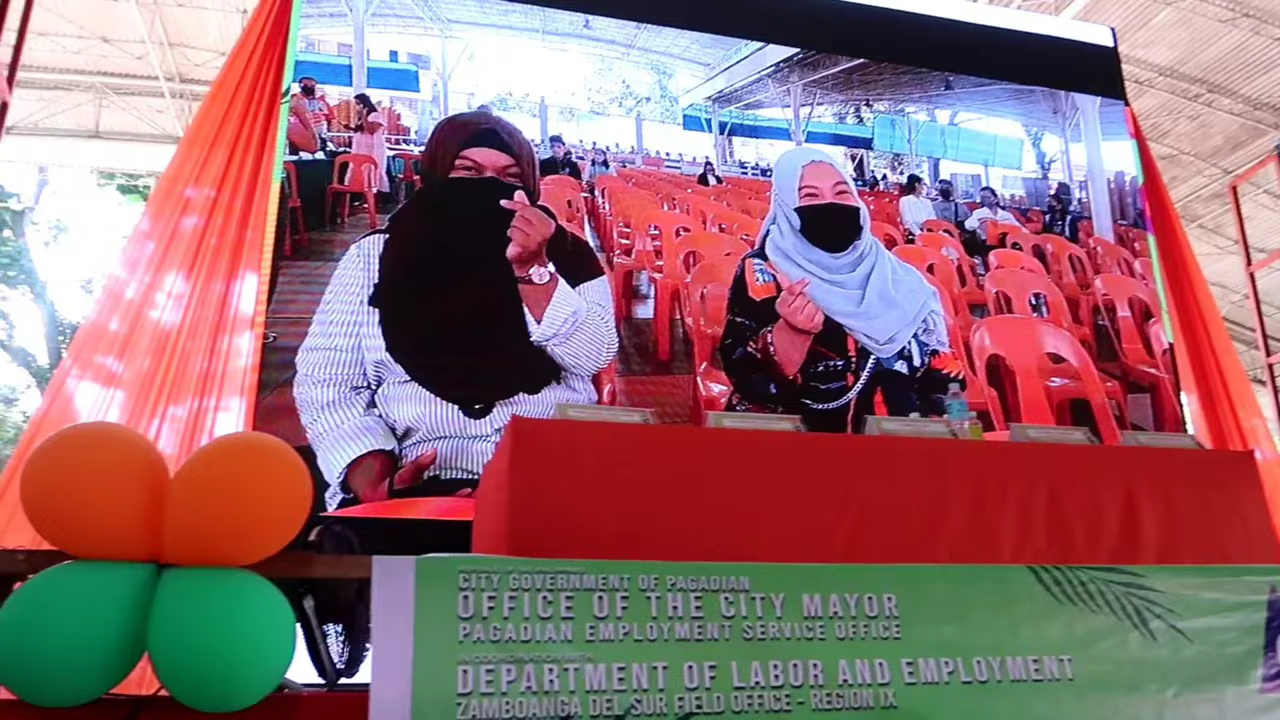 CITY GOVERNMENT OF PAGADIAN
OFFICE OF THE CITY MAYOR
PAGADIAN EMPLOYMENT SERVICE OFFICE
DEPARTMENT OF LABOR AND EMPLOYMENT
ZAMBOANGA DEL SUR FIELD OFFICE - REGION IX